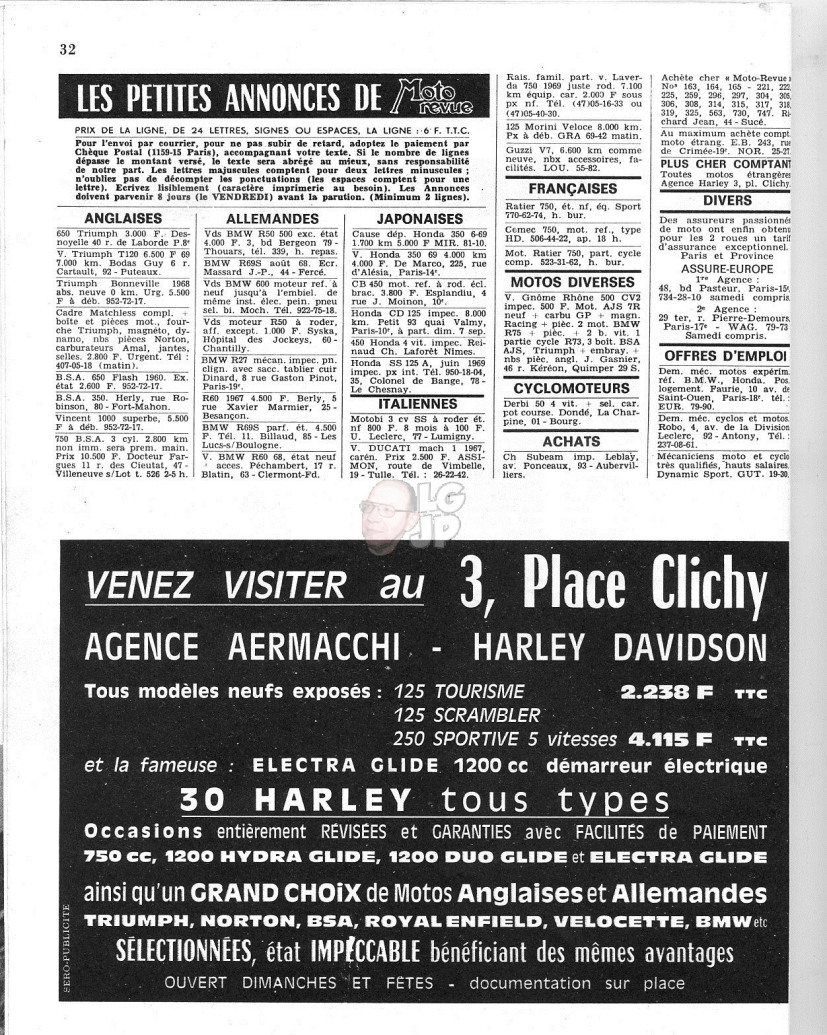 32
LES PETITES ANNONCES DE Moto revue
PRIX DE LA LIGNE, DE 24 LETTRES, SIGNES OU ESPACES, LA LIGNE : 6 F. T.T.C.
Pour l'envoi par courrier, pour ne pas subir de retard, adoptez le paiement par
Chèque Postal (1159-15 Paris), accompagnant votre texte. Si le nombre de lignes
dépasse le montant versé, le texte sera abrégé au mieux, sans responsabilité
de notre part. Les lettres majuscules comptent pour deux lettres minuscules ;
n'oubliez pas de décompter les ponctuations (les espaces comptent pour une
lettre). Ecrivez lisiblement (caractère imprimerie au besoin). Les Annonces
doivent parvenir 8 jours (le VENDREDI) avant la parution. (Minimum 2 lignes).
ANGLAISES
650 Triumph 3.000 F. Des-
noyelle 40 r. de Laborde P.8e
V. Triumph T120 6.500 F 69
7.000 km. Bodas Guy 6 r.
Cartault, 92 - Puteaux.
Triumph Bonneville 1968
abs. neuve 0 km. Urg. 5.500
F à déb. 952-72-17.
Cadre Matchless compl. +
boîte et pièces mot., four-
che Triumph, magnéto, dy-
namo, nbs pièces Norton,
carburateurs Amal, jantes,
selles. 2.800 F. Urgent. Tél :
407-05-18 (matin).
B.S.A. 650 Flash 1960. Ex.
état 2.600 F. 952-72-17.
B.S.A. 350. Herly, rue Ro-
binson, 80 - Fort-Mahon.
Vincent 1000 superbe, 5.500
F à déb. 952-72-17.
750 B.S.A. 3 cyl. 2.800 km
non imm. sera prem. main.
Prix 10.500 F. Docteur Far-
gues 11 r. des Cieutat, 47 -
Villeneuve s/Lot t. 526 2-5 h.
ALLEMANDES
Vds BMW R50 500 exc. état
4.000 F. 3, bd Bergeon 79 -
Thouars, tél. 339, h. repas.
BMW R69S août 68. Ecr.
Massard J.-P., 44 - Fercé.
Vds BMW 600 moteur ref. à
neuf jusqu'à l'embiel. de
même inst. élec. pein. pneu
sel. bi. Moch. Tél. 922-75-18.
Vds moteur R50 à roder,
aff. except. 1.000 F. Syska,
Hôpital des Jockeys, 60 -
Chantilly.
BMW R27 mécan. impec. pn.
clign. avec sacc. tablier cuir
Dinard, 8 rue Gaston Pinot,
Paris-19e.
R60 1967 4.500 F. Berly, 5
rue Xavier Marmier, 25 -
Besançon.
BMW R69S parf. ét. 4.500
F. Tél. 11. Billaud, 85 - Les
Lucs-s/Boulogne.
V. BMW R60 68, état neuf
+ acces. Péchambert, 17 r.
Blatin, 63 - Clermont-Fd.
JAPONAISES
Cause dép. Honda 350 6-69
1.700 km 5.000 F MIR. 81-10.
V. Honda 350 69 4.000 km
4.000 F. De Marco, 225, rue
d'Alésia, Paris-14e.
CB 450 mot. ref. à rod. écl.
brac. 3.800 F. Esplandiu, 4
rue J. Moinon, 10e.
Honda CD 125 impec. 8.000
km. Petit 93 quai Valmy,
Paris-10e, à part. dim. 7 sep.
450 Honda 4 vit. impec. Rei-
naud Ch. Laforêt Nimes.
Honda SS 125 A, juin 1969
impec. px int. Tél. 950-18-04,
35, Colonel de Bange, 78 -
Le Chesnay.
ITALIENNES
Motobi 3 cv SS à roder ét.
nf 800 F. 8 mois à 100 F.
U. Leclerc, 77 - Lumigny.
V. DUCATI mach 1 1967,
carén. Prix 2.500 F. ASSI-
MON, route de Vimbelle,
19 - Tulle. Tél. : 26-22-42.
Rais. famil. part. v. Laver-
da 750 1969 juste rod. 7.100
km équip. car. 2.000 F sous
px nf. Tél. (47)05-16-33 ou
(47)05-40-30.
125 Morini Veloce 8.000 km.
Px à déb. GRA 69-42 matin.
Guzzi V7, 6.600 km comme
neuve, nbx accessoires, fa-
cilités. LOU. 55-82.
FRANÇAISES
Ratier 750, ét. nf, éq. Sport
770-62-74, h. bur.
Cemec 750, mot. ref., type
HD. 506-44-22, ap. 18 h.
Mot. Ratier 750, part. cycle
comp. 523-31-62, h. bur.
MOTOS DIVERSES
V. Gnôme Rhône 500 CV2
impec. 500 F. Mot. AJS 7R
neuf + carbu GP + magn.
Racing + pièc. 2 mot. BMW
R75 + pièc. + 2 b. vit. 1
partie cycle R73, 3 boît. BSA
AJS, Triumph + embray. +
nbs pièc. angl. J. Gasnier,
46 r. Kéréon, Quimper 29 S.
CYCLOMOTEURS
Derbi 50 4 vit. + sel. car.
pot course. Dondé, La Char-
pine, 01 - Bourg.
ACHATS
Ch Subeam imp. Leblay,
av. Ponceaux, 93 - Aubervil-
liers.
Achète cher « Moto-Revue
Nos 163, 164, 165 - 221, 222
225, 259, 296, 297, 304, 305,
306, 308, 314, 315, 317, 318
319, 325, 563, 730, 747. Ri-
chard Jean, 44 - Sucé.
Au maximum achète compt.
moto étrang. E.B. 243, rue
de Crimée-19e. NOR. 25-27
PLUS CHER COMPTANT
Toutes motos étrangères
Agence Harley 3, pl. Clichy.
DIVERS
Des assureurs passionnés
de moto ont enfin obtenu
pour les 2 roues un tarif
d'assurance exceptionnel.
Paris et Province
ASSURE-EUROPE
1re Agence :
48, bd Pasteur, Paris-15e
734-28-10 samedi compris
2e Agence :
29 ter, r. Pierre-Demours,
Paris-17e - WAG. 79-73
Samedi compris.
OFFRES D'EMPLOI
Dem. méc. motos expérim.
réf. B.M.W., Honda. Pos.
logement. Faurie, 10 av. de
Saint-Ouen, Paris-18e. tél. :
EUR. 79-90.
Dem. méc. cyclos et motos.
Robo, 4, av. de la Division
Leclerc, 92 - Antony, Tél. :
237-08-61.
Mécaniciens moto et cyclo
très qualifiés, hauts salaires.
Dynamic Sport. GUT. 19-30.
LG
JP
VENEZ VISITER au 3, Place Clichy
AGENCE AERMACCHI - HARLEY DAVIDSON
Tous modèles neufs exposés : 125 TOURISME 2.238 F TTC
125 SCRAMBLER
250 SPORTIVE 5 vitesses 4.115 F TTC
et la fameuse : ELECTRA GLIDE 1200 cc démarreur électrique
30 HARLEY tous types
Occasions entièrement RÉVISÉES et GARANTIES avec FACILITÉS de PAIEMENT
750 cc, 1200 HYDRA GLIDE, 1200 DUO GLIDE et ELECTRA GLIDE
ainsi qu'un GRAND CHOiX de Motos Anglaises et Allemandes
TRIUMPH, NORTON, BSA, ROYAL ENFIELD, VELOCETTE, BMW etc
SÉLECTIONNÉES, état IMPÉCCABLE bénéficiant des mêmes avantages
OUVERT DIMANCHES ET FÊTES - documentation sur place
SERO-PUBLICITE